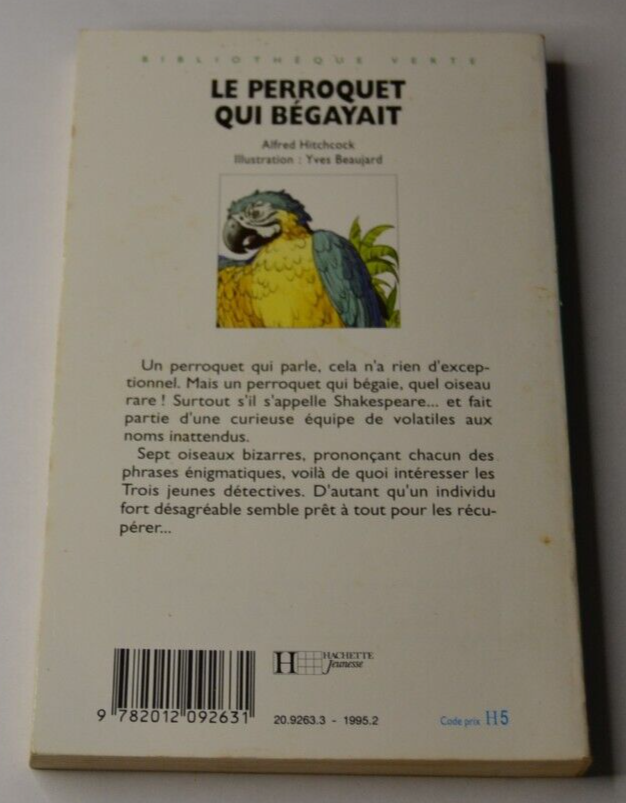 BIBLIOTHÈQUE VERTE
LE PERROQUET
QUI BÉGAYAIT
Alfred Hitchcock
Illustration : Yves Beaujard
Un perroquet qui parle, cela n'a rien d'excep-
tionnel. Mais un perroquet qui bégaie, quel oiseau
rare ! Surtout s'il s'appelle Shakespeare... et fait
partie d'une curieuse équipe de volatiles aux
noms inattendus.
Sept oiseaux bizarres, prononçant chacun des
phrases énigmatiques, voilà de quoi intéresser les
Trois jeunes détectives. D'autant qu'un individu
fort désagréable semble prêt à tout pour les récu-
pérer...
H HACHETTE
Jeunesse
9 782012 092631
20.9263.3 - 1995.2
Code prix H5